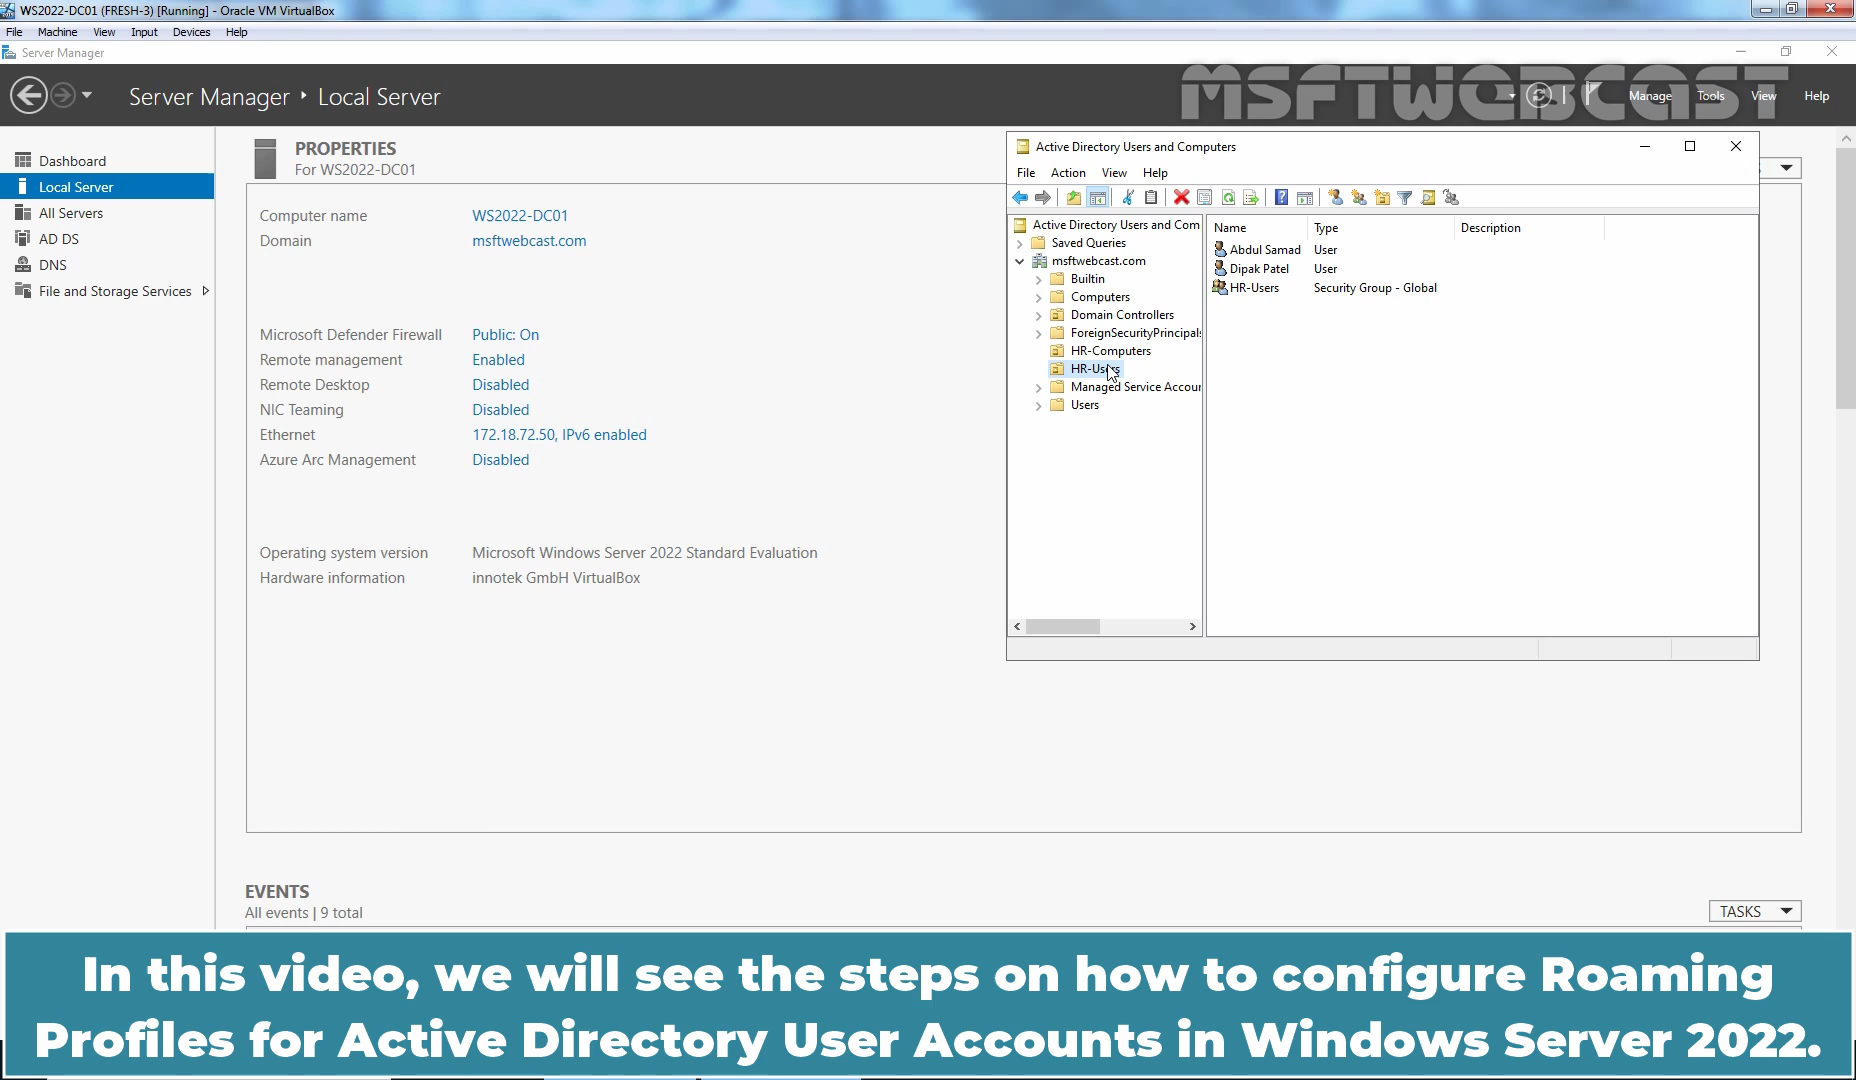 WS2022-DC01 (FRESH-3) [Running] - Oracle VM VirtualBox
File Machine View Input Devices Help
Server Manager
Server Manager ‣ Local Server
MSFTWEBCAST
Manage Tools View Help
Dashboard
Local Server
All Servers
AD DS
DNS
File and Storage Services
PROPERTIES
For WS2022-DC01
Computer name WS2022-DC01
Domain msftwebcast.com
Microsoft Defender Firewall Public: On
Remote management Enabled
Remote Desktop Disabled
NIC Teaming Disabled
Ethernet 172.18.72.50, IPv6 enabled
Azure Arc Management Disabled
Operating system version Microsoft Windows Server 2022 Standard Evaluation
Hardware information innotek GmbH VirtualBox
Active Directory Users and Computers
File Action View Help
Active Directory Users and Com
Saved Queries
msftwebcast.com
Builtin
Computers
Domain Controllers
ForeignSecurityPrincipals
HR-Computers
HR-Users
Managed Service Accour
Users
Name Type Description
Abdul Samad User
Dipak Patel User
HR-Users Security Group - Global
EVENTS
All events | 9 total
TASKS
In this video, we will see the steps on how to configure Roaming
Profiles for Active Directory User Accounts in Windows Server 2022.